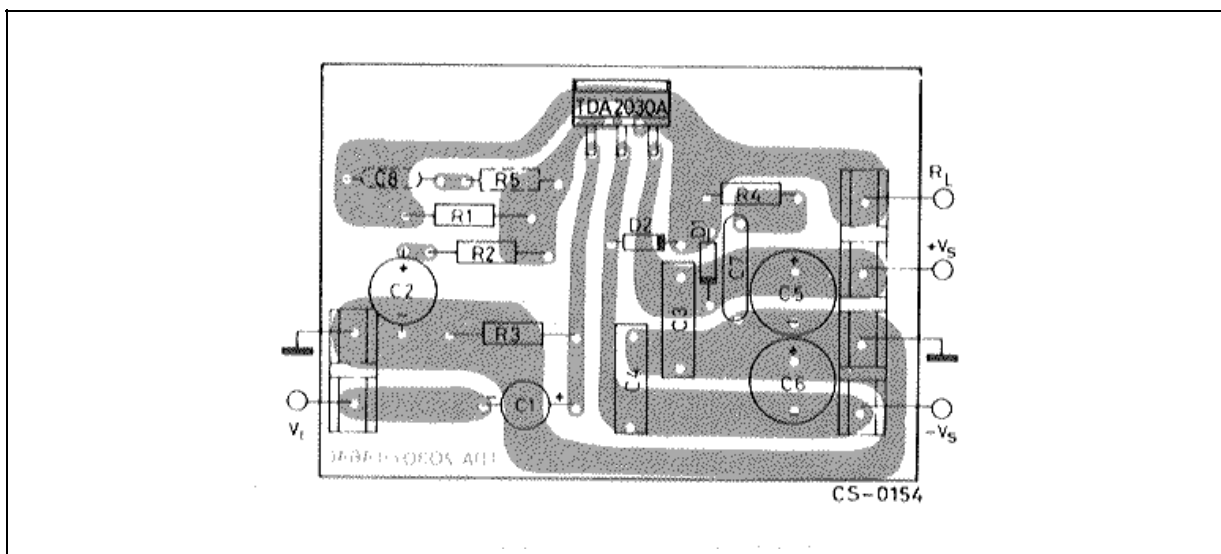 TDA2030A
C8
R5
R4
RL
R1
D2
D1
+Vs
R2
C7
C2
C5
R3
C3
C4
C6
C1
Vi
-Vs
CS-0154